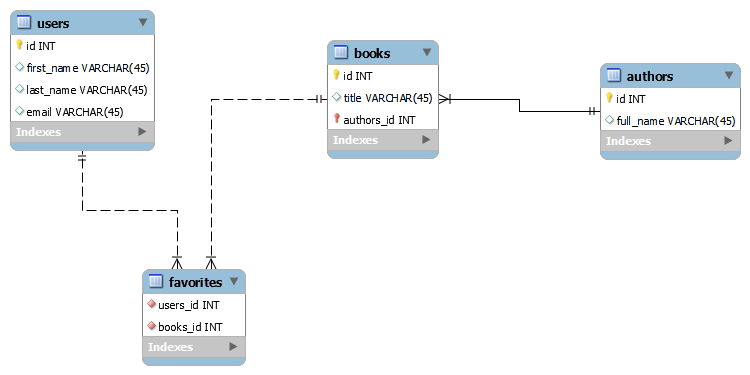 users
id INT
first_name VARCHAR(45)
last_name VARCHAR(45)
email VARCHAR(45)
Indexes
books
id INT
title VARCHAR(45)
authors_id INT
Indexes
authors
id INT
full_name VARCHAR(45)
Indexes
favorites
users_id INT
books_id INT
Indexes